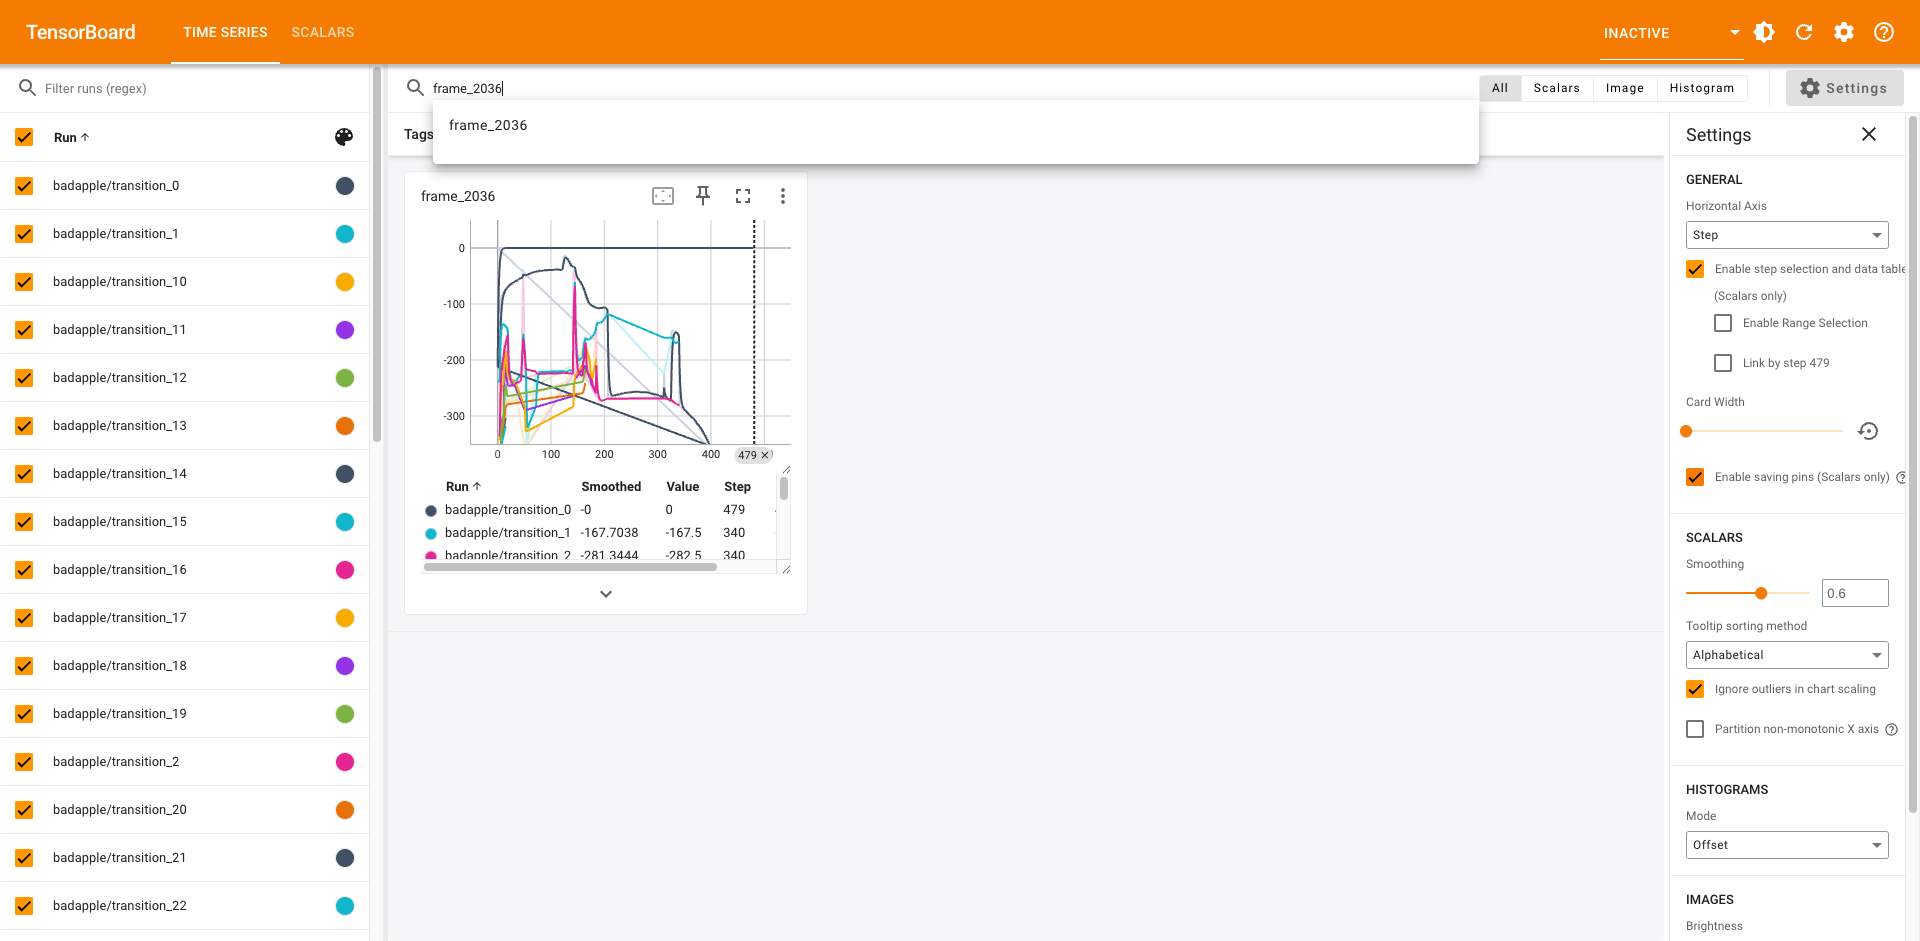 TensorBoard
TIME SERIES
SCALARS
INACTIVE
Filter runs (regex)
Run
badapple/transition_0
badapple/transition_1
badapple/transition_10
badapple/transition_11
badapple/transition_12
badapple/transition_13
badapple/transition_14
badapple/transition_15
badapple/transition_16
badapple/transition_17
badapple/transition_18
badapple/transition_19
badapple/transition_2
badapple/transition_20
badapple/transition_21
badapple/transition_22
frame_2036
frame_2036
All
Scalars
Image
Histogram
Settings
Tags
frame_2036
0
-100
-200
-300
0
100
200
300
400
479
Run Smoothed Value Step
badapple/transition_0 -0 0 479
badapple/transition_1 -167.7038 -167.5 340
badapple/transition_2 -281.3444 -282.5 340
Settings
GENERAL
Horizontal Axis
Step
Enable step selection and data table
(Scalars only)
Enable Range Selection
Link by step 479
Card Width
Enable saving pins (Scalars only)
SCALARS
Smoothing
0.6
Tooltip sorting method
Alphabetical
Ignore outliers in chart scaling
Partition non-monotonic X axis
HISTOGRAMS
Mode
Offset
IMAGES
Brightness